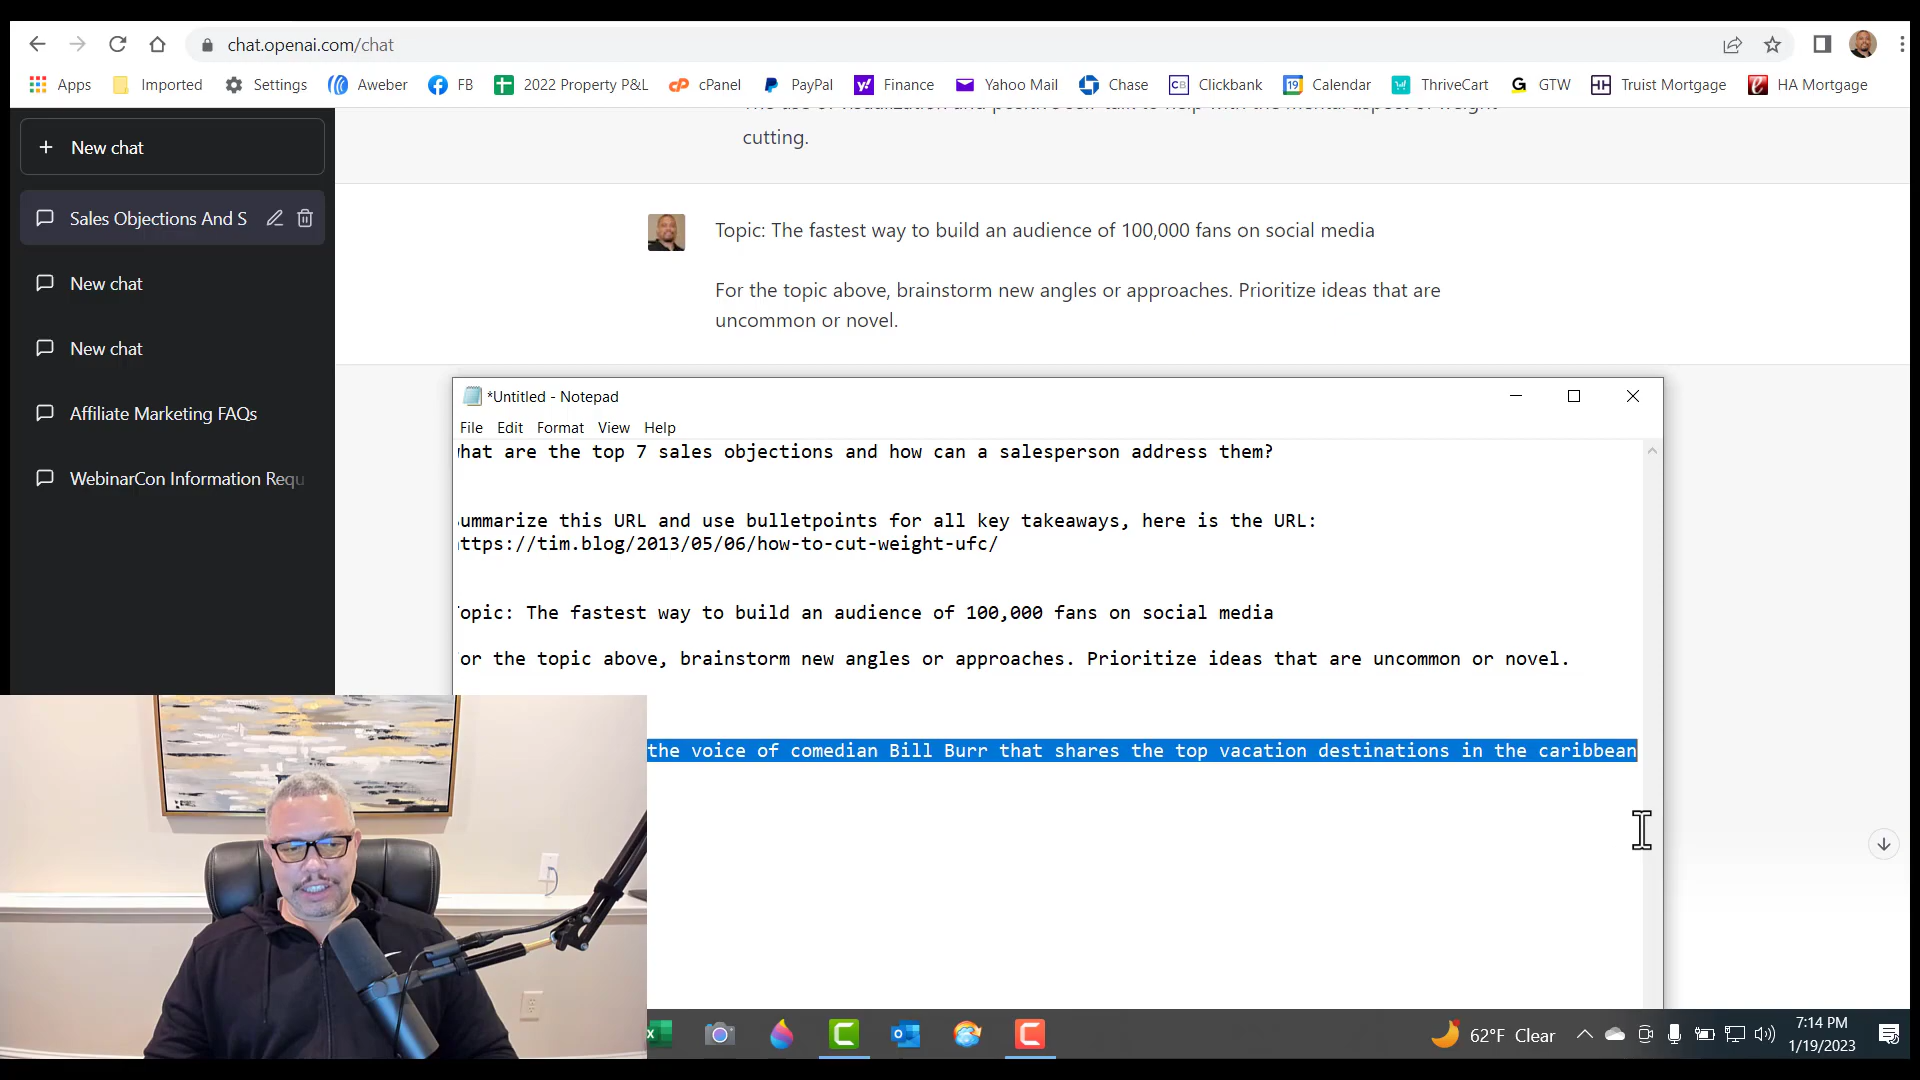 chat.openai.com/chat
Apps Imported Settings Aweber FB 2022 Property P&L cPanel PayPal Finance Yahoo Mail Chase CB Clickbank 19 Calendar ThriveCart G GTW Truist Mortgage HA Mortgage
cutting.
+ New chat
Sales Objections And S
New chat
New chat
Affiliate Marketing FAQs
WebinarCon Information Requ
Topic: The fastest way to build an audience of 100,000 fans on social media
For the topic above, brainstorm new angles or approaches. Prioritize ideas that are
uncommon or novel.
*Untitled - Notepad
File Edit Format View Help
what are the top 7 sales objections and how can a salesperson address them?
summarize this URL and use bulletpoints for all key takeaways, here is the URL:
https://tim.blog/2013/05/06/how-to-cut-weight-ufc/
Topic: The fastest way to build an audience of 100,000 fans on social media
For the topic above, brainstorm new angles or approaches. Prioritize ideas that are uncommon or novel.
the voice of comedian Bill Burr that shares the top vacation destinations in the caribbean
62°F Clear
7:14 PM
1/19/2023